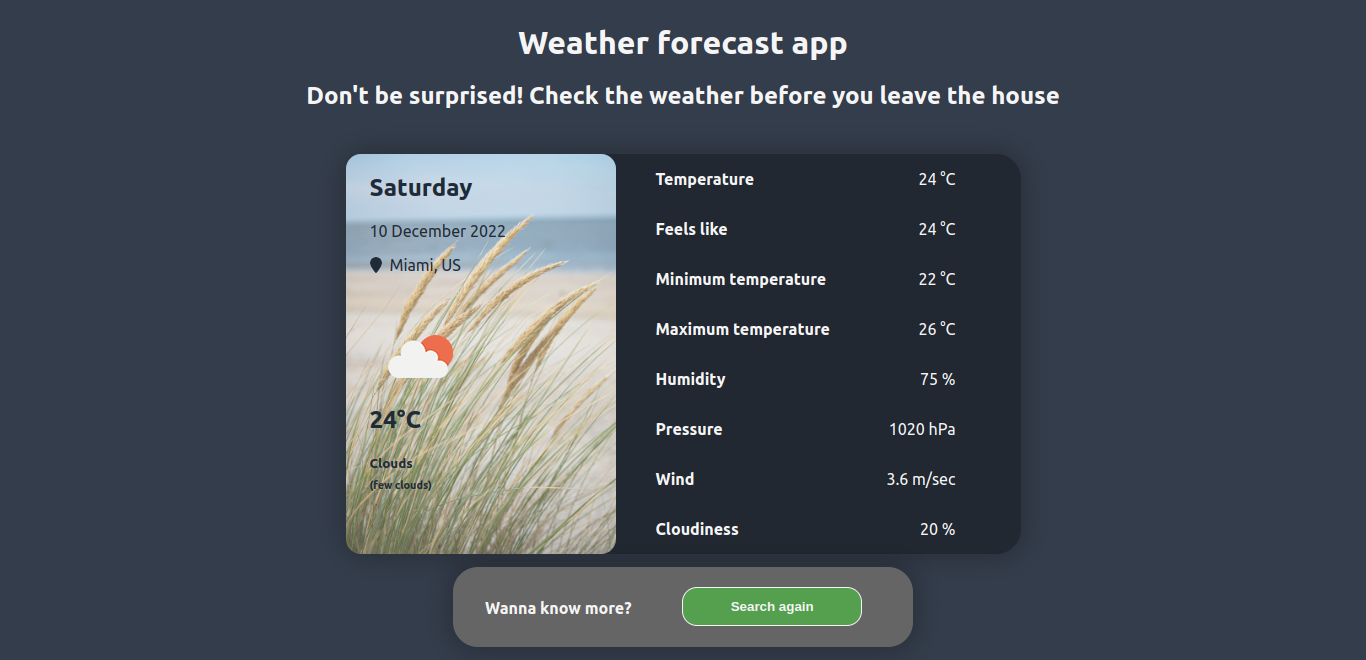 Weather forecast app
Don't be surprised! Check the weather before you leave the house
Saturday
10 December 2022
Miami, US
24°C
Clouds
(few clouds)
Temperature 24 °C
Feels like 24 °C
Minimum temperature 22 °C
Maximum temperature 26 °C
Humidity 75 %
Pressure 1020 hPa
Wind 3.6 m/sec
Cloudiness 20 %
Wanna know more? Search again